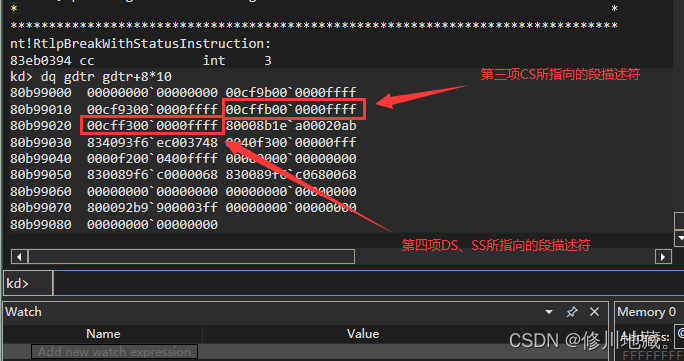 *                                                                             *
*******************************************************************************
nt!RtlpBreakWithStatusInstruction:
83eb0394 cc              int     3
kd> dq gdtr gdtr+8*10
80b99000  00000000`00000000 00cf9b00`0000ffff
80b99010  00cf9300`0000ffff 00cffb00`0000ffff
80b99020  00cff300`0000ffff 80008b1e`a00020ab
80b99030  834093f6`ec003748 0040f300`00000fff
80b99040  0000f200`0400ffff 00000000`00000000
80b99050  830089f6`c0000068 830089f6`c0680068
80b99060  00000000`00000000 00000000`00000000
80b99070  800092b9`900003ff 00000000`00000000
80b99080  00000000`00000000
第三项CS所指向的段描述符
第四项DS、SS所指向的段描述符
kd>
Watch
Memory 0
Name Value
Address:
Add new watch expression
CSDN @修川地藏。